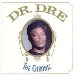 DR. DRE
THE CHRONIC